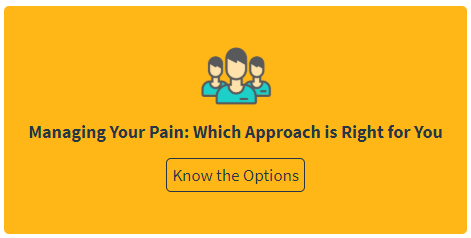 Managing Your Pain: Which Approach is Right for You
Know the Options